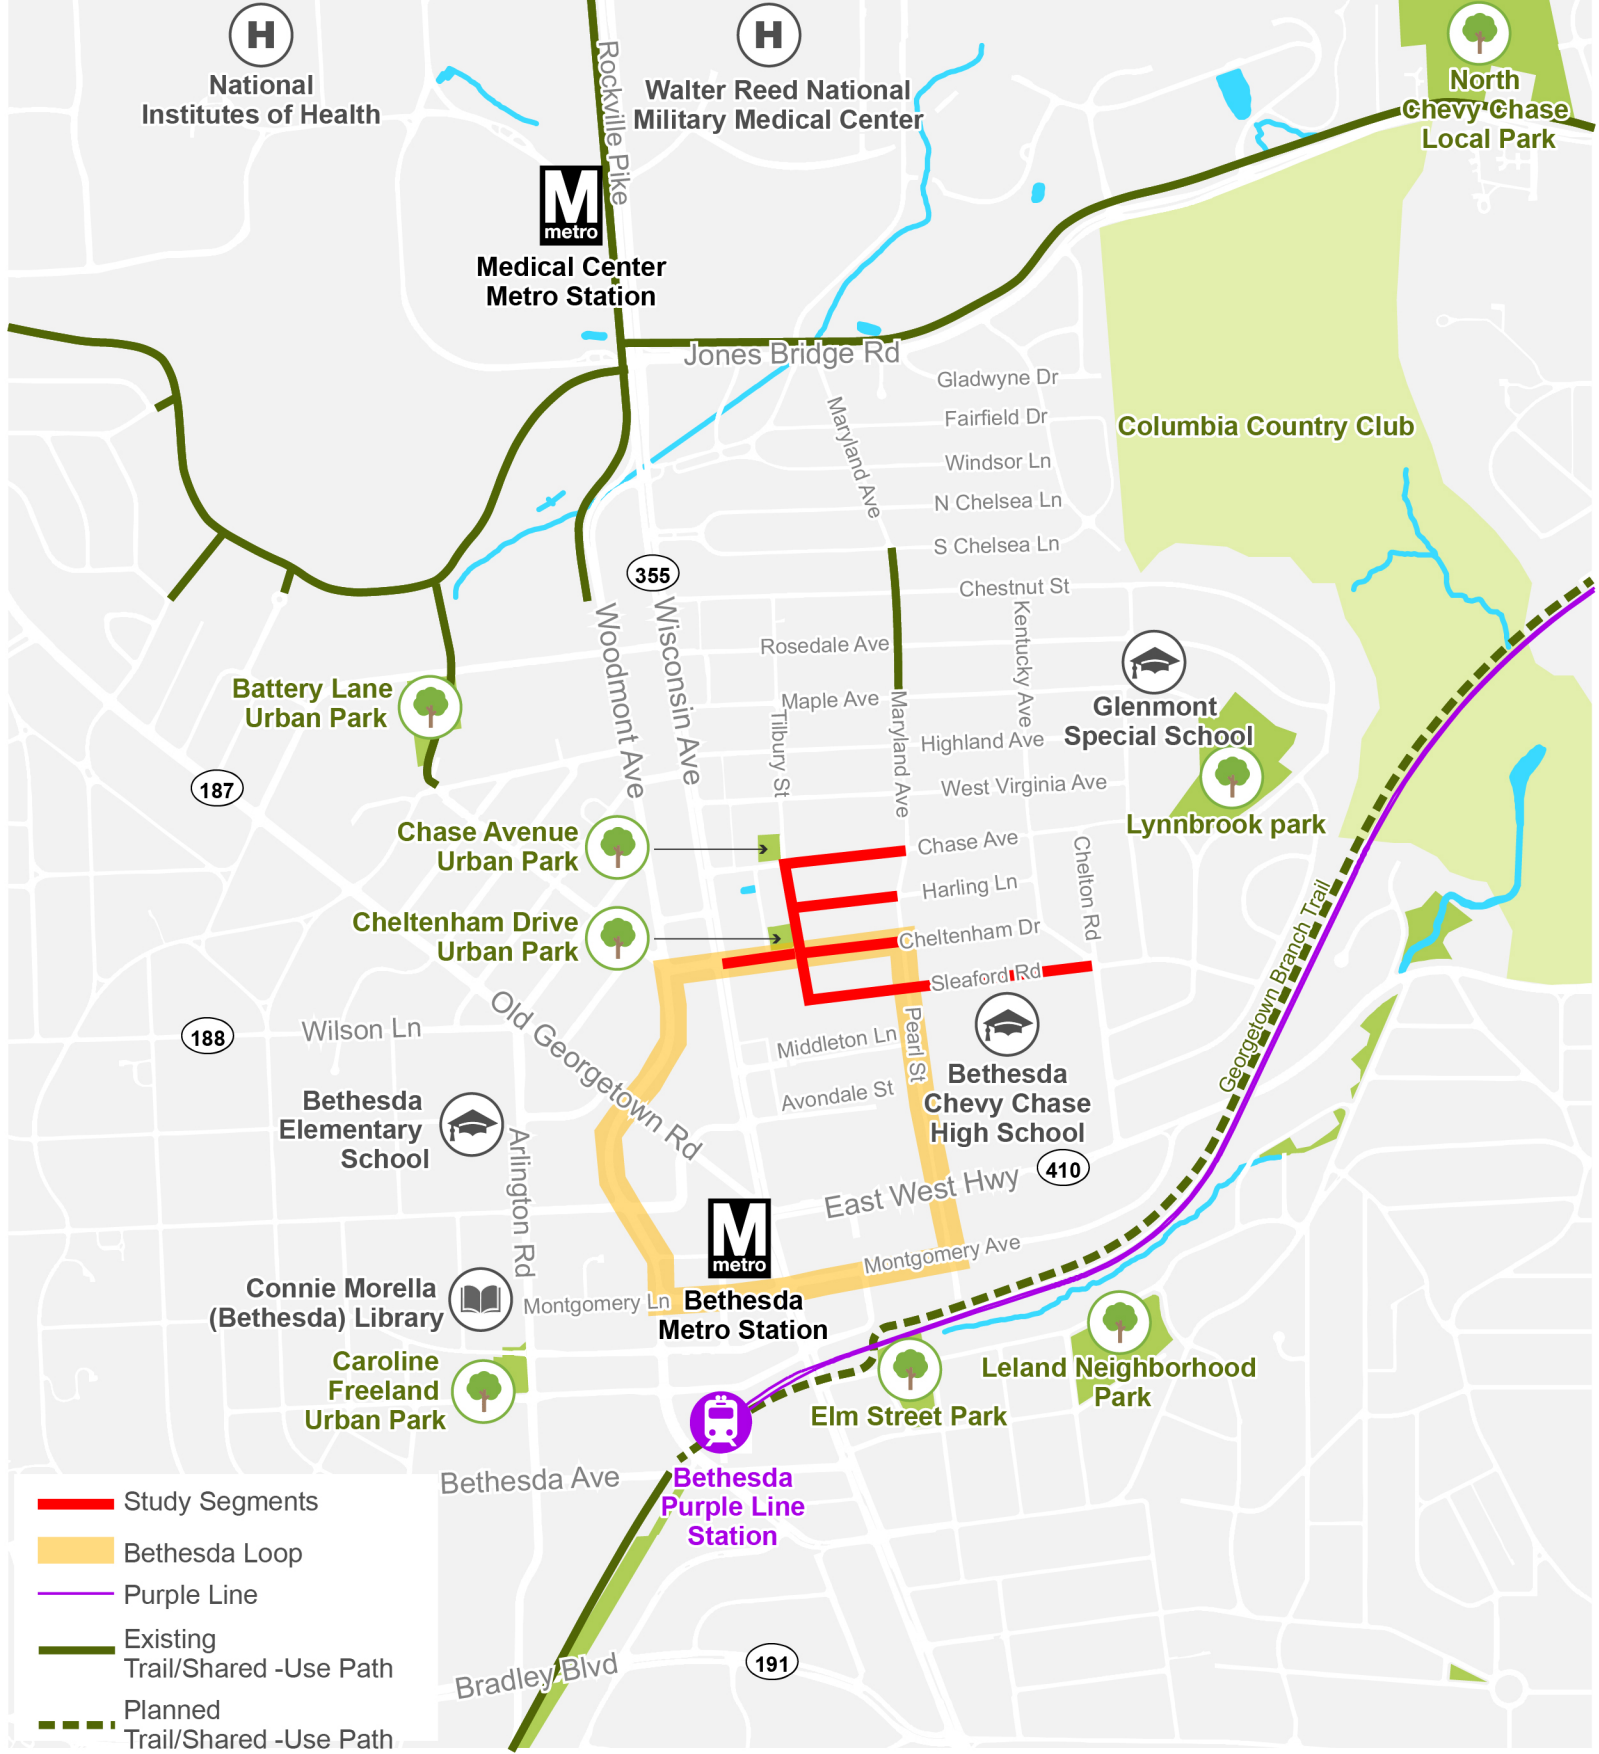 H
National
Institutes of Health
H
Walter Reed National
Military Medical Center
Rockville Pike
North
Chevy Chase
Local Park
M
metro
Medical Center
Metro Station
Jones Bridge Rd
Gladwyne Dr
Fairfield Dr
Maryland Ave
Columbia Country Club
Windsor Ln
N Chelsea Ln
S Chelsea Ln
355
Chestnut St
Woodmont Ave
Wisconsin Ave
Kentucky Ave
Rosedale Ave
Glenmont
Special School
Battery Lane
Urban Park
Maple Ave
Maryland Ave
Tilbury St
Highland Ave
187
West Virginia Ave
Lynnbrook park
Chase Avenue
Urban Park
Chase Ave
Chelton Rd
Harling Ln
Cheltenham Drive
Urban Park
Cheltenham Dr
Georgetown Branch Trail
Sleaford Rd
Old Georgetown Rd
188
Wilson Ln
Middleton Ln
Pearl St
Bethesda
Chevy Chase
High School
Avondale St
Bethesda
Elementary
School
Arlington Rd
410
East West Hwy
M
metro
Montgomery Ave
Connie Morella
(Bethesda) Library
Montgomery Ln
Bethesda
Metro Station
Caroline
Freeland
Urban Park
Leland Neighborhood
Park
Elm Street Park
Bethesda Ave
Bethesda
Purple Line
Station
Bradley Blvd
191
Study Segments
Bethesda Loop
Purple Line
Existing
Trail/Shared -Use Path
Planned
Trail/Shared -Use Path